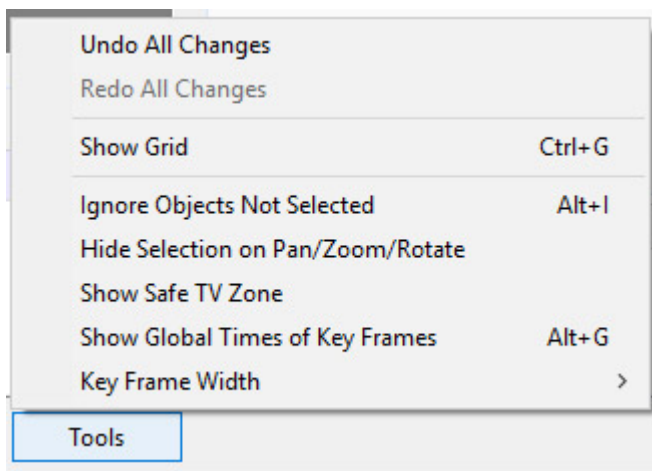 Undo All Changes
Redo All Changes
Show Grid Ctrl+G
Ignore Objects Not Selected Alt+I
Hide Selection on Pan/Zoom/Rotate
Show Safe TV Zone
Show Global Times of Key Frames Alt+G
Key Frame Width >
Tools